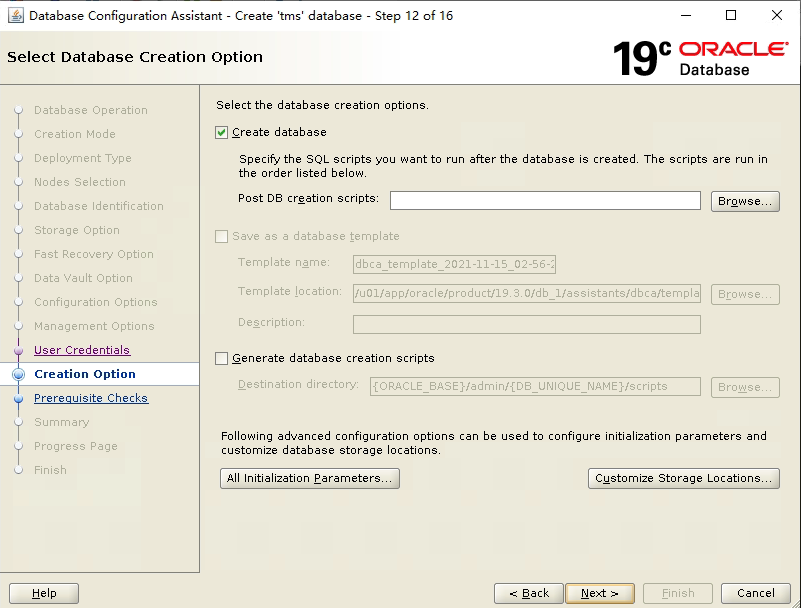 Database Configuration Assistant - Create 'tms' database - Step 12 of 16
Select Database Creation Option
19c ORACLE
Database
Database Operation
Creation Mode
Deployment Type
Nodes Selection
Database Identification
Storage Option
Fast Recovery Option
Data Vault Option
Configuration Options
Management Options
User Credentials
Creation Option
Prerequisite Checks
Summary
Progress Page
Finish
Select the database creation options.
Create database
Specify the SQL scripts you want to run after the database is created. The scripts are run in
the order listed below.
Post DB creation scripts: Browse...
Save as a database template
Template name: dbca_template_2021-11-15_02-56-2
Template location: /u01/app/oracle/product/19.3.0/db_1/assistants/dbca/templa Browse...
Description:
Generate database creation scripts
Destination directory: {ORACLE_BASE}/admin/{DB_UNIQUE_NAME}/scripts Browse...
Following advanced configuration options can be used to configure initialization parameters and
customize database storage locations.
All Initialization Parameters... Customize Storage Locations...
Help < Back Next > Finish Cancel